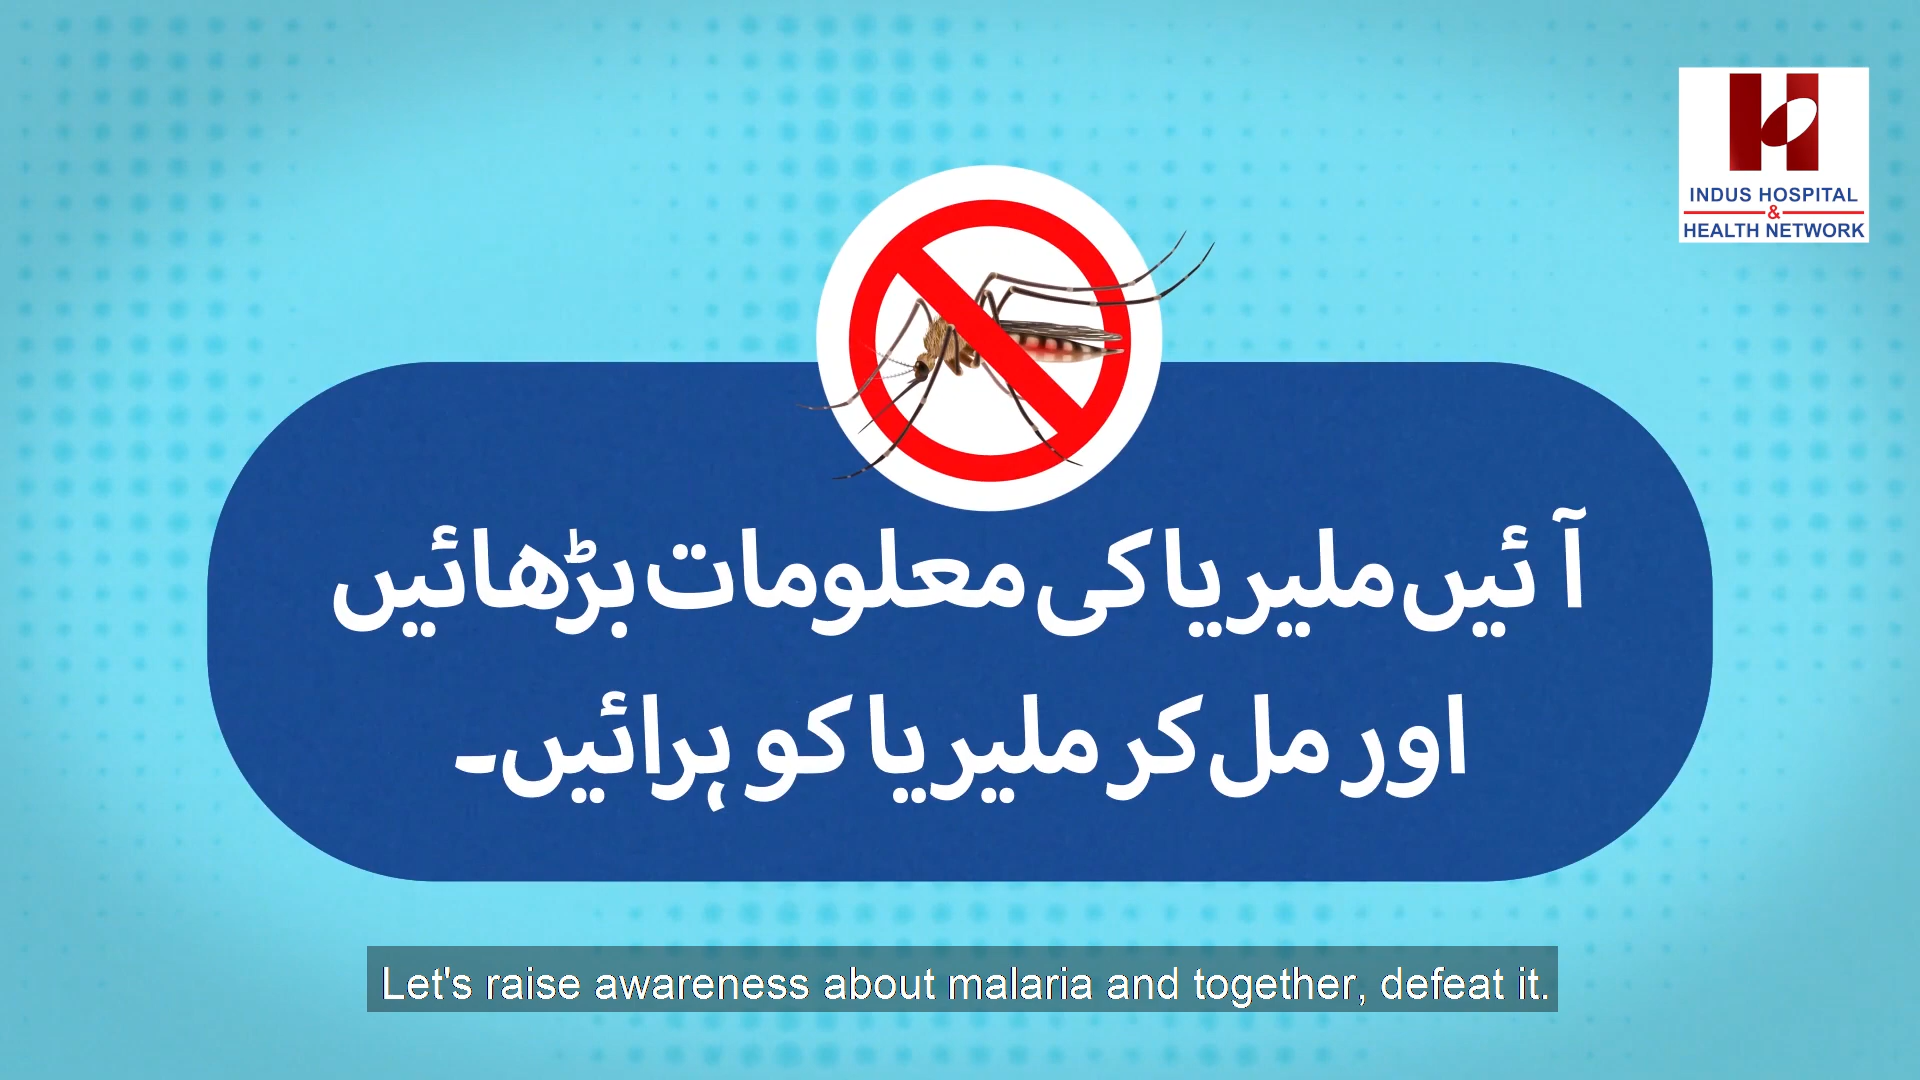 INDUS HOSPITAL
&
HEALTH NETWORK
آئیں ملیریا کی معلومات بڑھائیں
اور مل کر ملیریا کو ہرائیں۔
Let's raise awareness about malaria and together, defeat it.